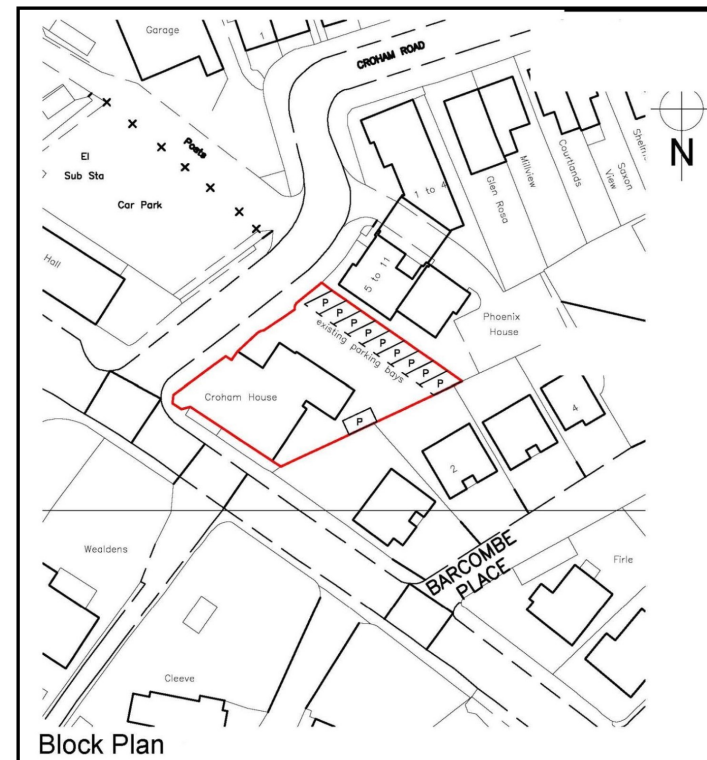 Garage
1
CROHAM ROAD
El
Sub Sta
Posts
Car Park
Hall
1 to 4
5 to 11
Glen Rosa
Millview
Courtlands
Saxon
View
N
Phoenix
House
P
P
P
P
P
P
P
P
P
existing parking bays
Croham House
P
2
4
BARCOMBE
PLACE
Wealdens
Firle
Cleeve
Block Plan